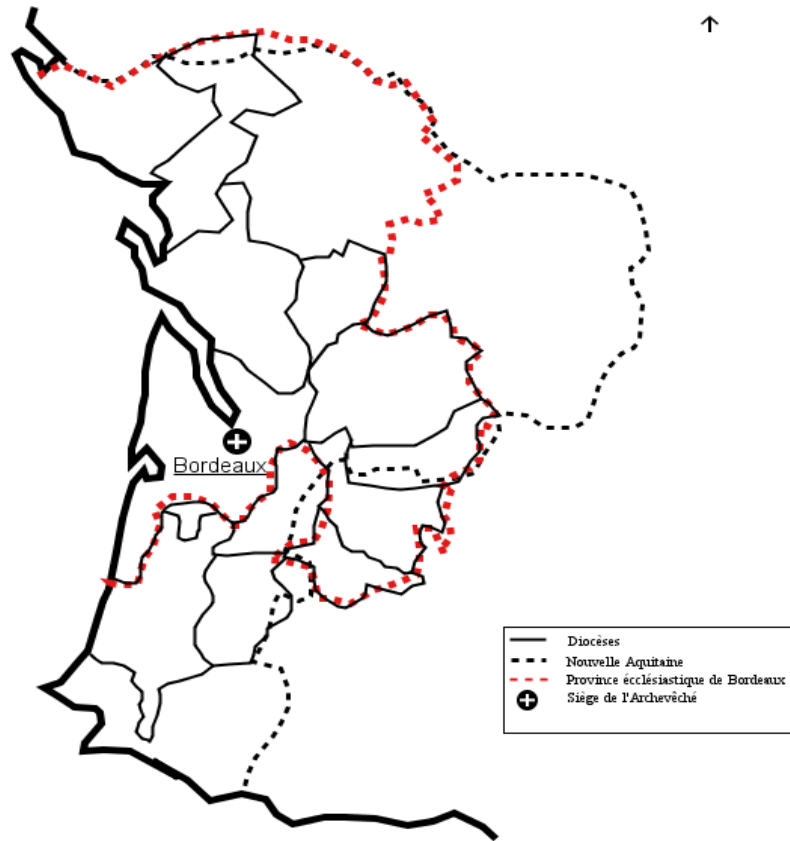 Bordeaux
Diocèses
Nouvelle Aquitaine
Province écclésiastique de Bordeaux
Siège de l'Archevêché